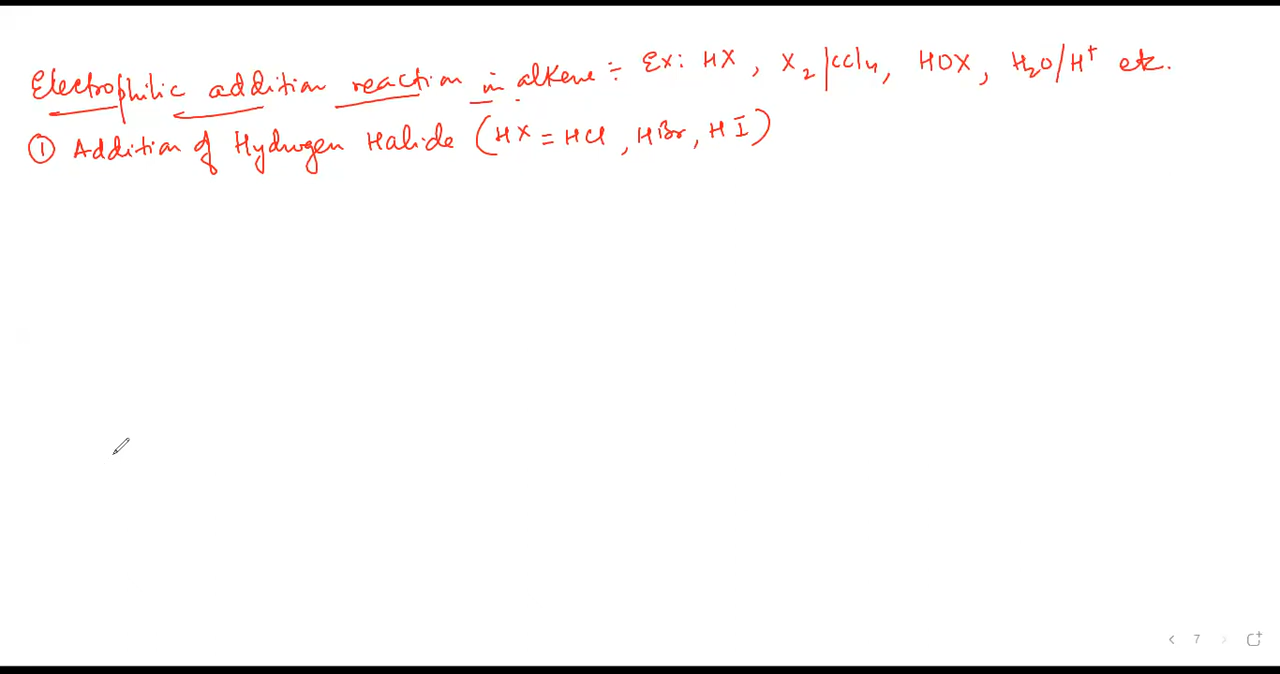 Electrophilic addition reaction in alkene ÷ Ex: HX, X₂/CCl₄, HOX, H₂O/H⁺ etc.
① Addition of Hydrogen Halide (HX = HCl, HBr, HI)
< 7 >